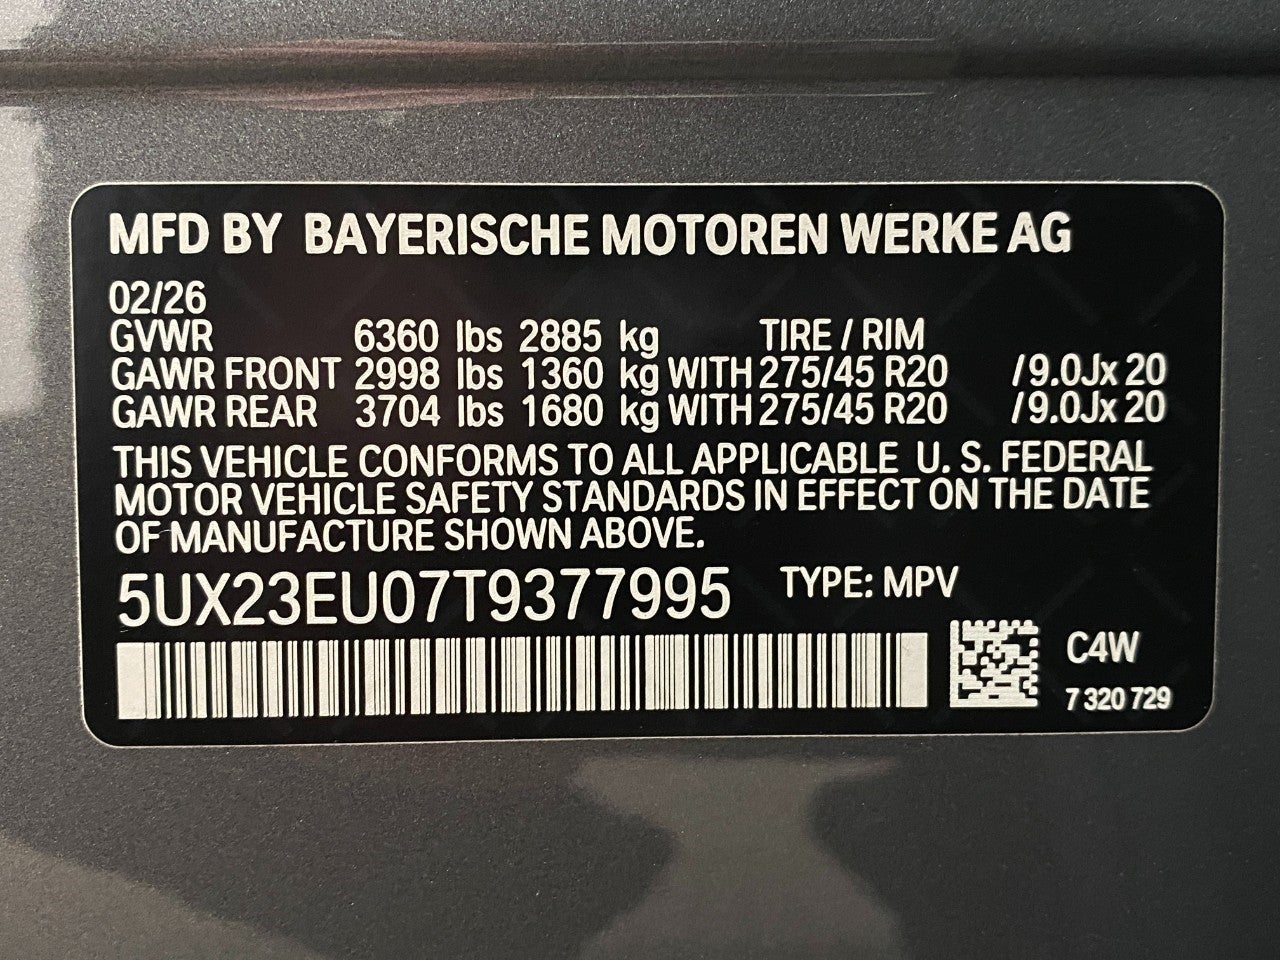 MFD BY BAYERISCHE MOTOREN WERKE AG
02/26
GVWR 6360 lbs 2885 kg TIRE / RIM
GAWR FRONT 2998 lbs 1360 kg WITH 275/45 R20 /9.0Jx 20
GAWR REAR 3704 lbs 1680 kg WITH 275/45 R20 /9.0Jx 20
THIS VEHICLE CONFORMS TO ALL APPLICABLE U. S. FEDERAL
MOTOR VEHICLE SAFETY STANDARDS IN EFFECT ON THE DATE
OF MANUFACTURE SHOWN ABOVE.
5UX23EU07T9377995 TYPE: MPV
C4W
7 320 729